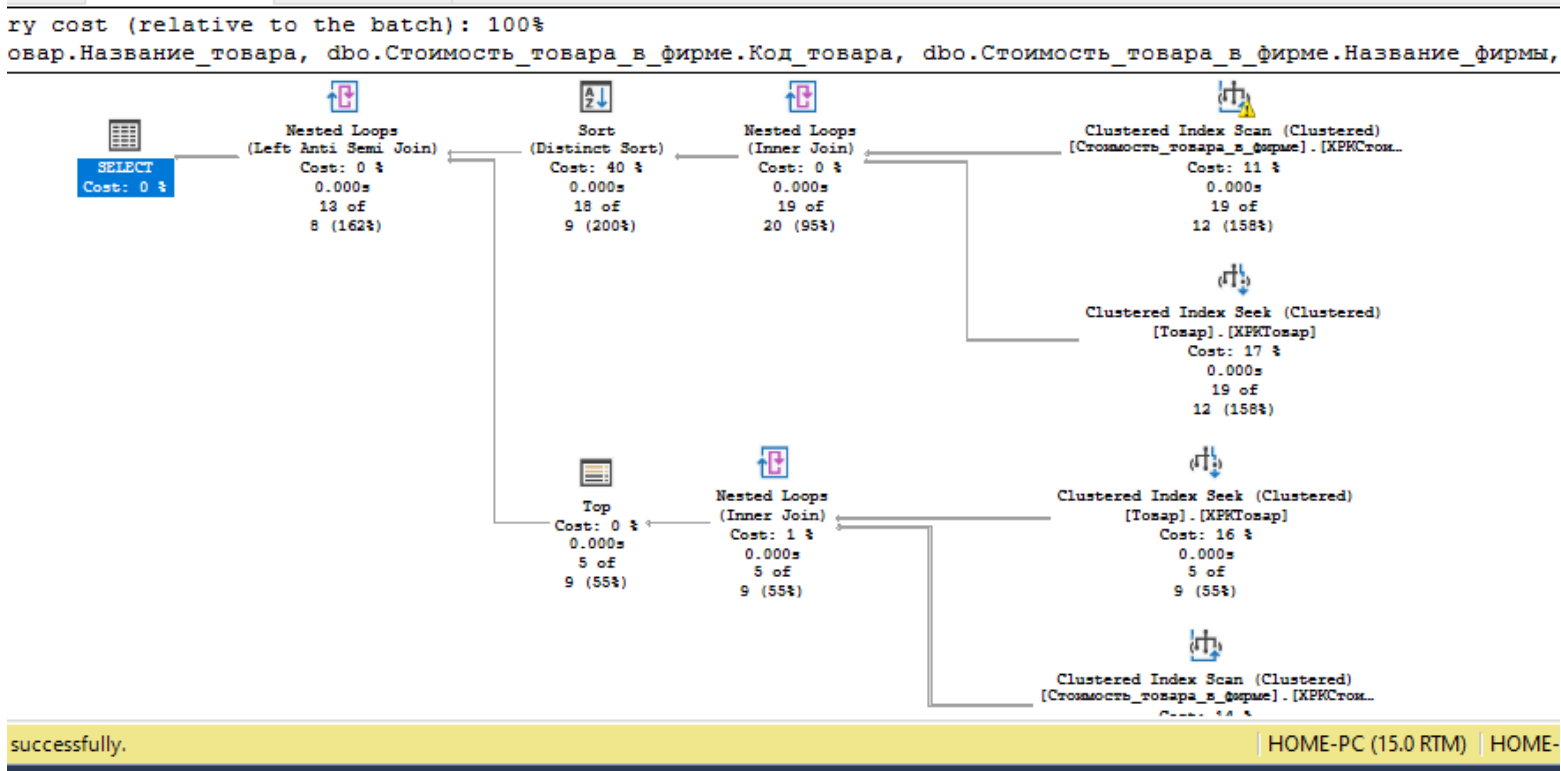 ry cost (relative to the batch): 100%
овар.Название_товара, dbo.Стоимость_товара_в_фирме.Код_товара, dbo.Стоимость_товара_в_фирме.Название_фирмы,
SELECT
Cost: 0 %
Nested Loops
(Left Anti Semi Join)
Cost: 0 %
0.000s
13 of
8 (162%)
Sort
(Distinct Sort)
Cost: 40 %
0.000s
18 of
9 (200%)
Nested Loops
(Inner Join)
Cost: 0 %
0.000s
19 of
20 (95%)
Clustered Index Scan (Clustered)
[Стоимость_товара_в_фирме].[XPKСтои…
Cost: 11 %
0.000s
19 of
12 (158%)
Clustered Index Seek (Clustered)
[Товар].[XPKТовар]
Cost: 17 %
0.000s
19 of
12 (158%)
Top
Cost: 0 %
0.000s
5 of
9 (55%)
Nested Loops
(Inner Join)
Cost: 1 %
0.000s
5 of
9 (55%)
Clustered Index Seek (Clustered)
[Товар].[XPKТовар]
Cost: 16 %
0.000s
5 of
9 (55%)
Clustered Index Scan (Clustered)
[Стоимость_товара_в_фирме].[XPKСтои…
Cost: 14 %
successfully.
HOME-PC (15.0 RTM)
HOME-